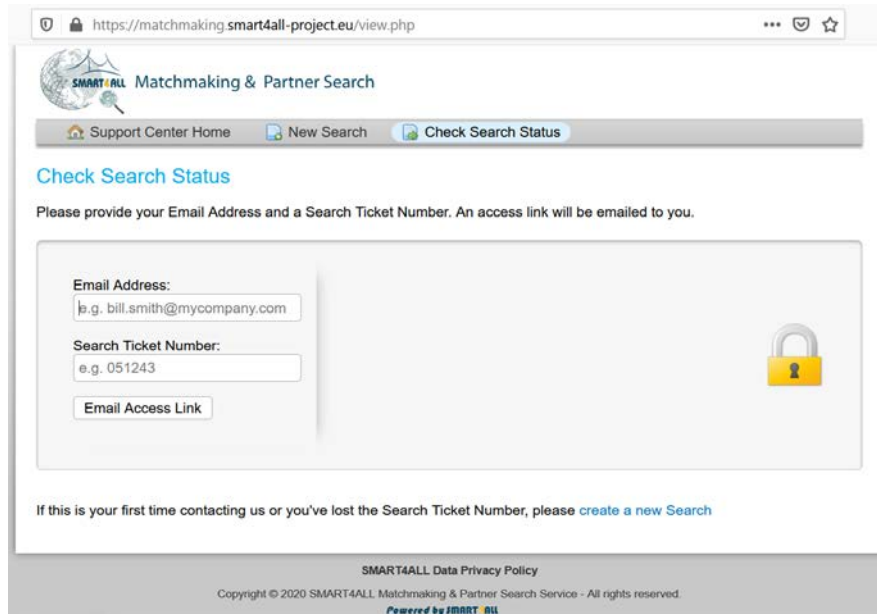 https://matchmaking.smart4all-project.eu/view.php
SMART4ALL Matchmaking & Partner Search
Support Center Home New Search Check Search Status
Check Search Status
Please provide your Email Address and a Search Ticket Number. An access link will be emailed to you.
Email Address:
e.g. bill.smith@mycompany.com
Search Ticket Number:
e.g. 051243
Email Access Link
If this is your first time contacting us or you've lost the Search Ticket Number, please create a new Search
SMART4ALL Data Privacy Policy
Copyright © 2020 SMART4ALL Matchmaking & Partner Search Service - All rights reserved.
Powered by SMART4ALL